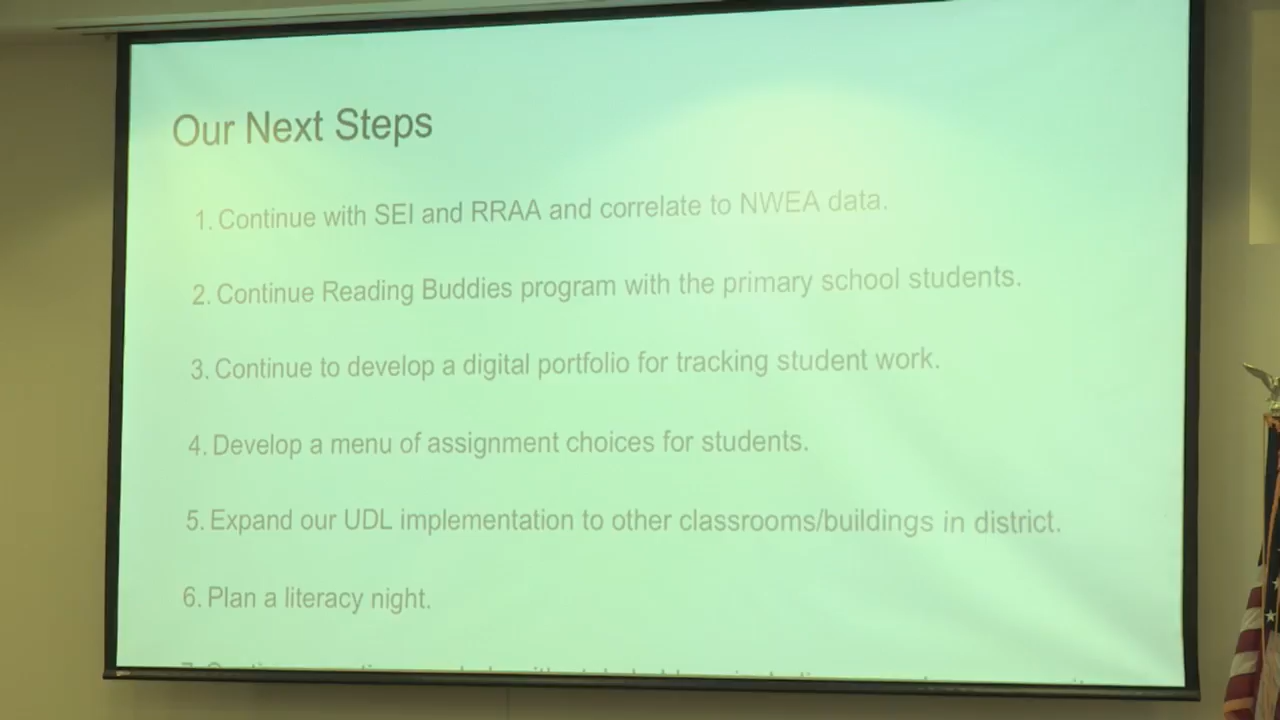 Our Next Steps
1. Continue with SEI and RRAA and correlate to NWEA data.
2. Continue Reading Buddies program with the primary school students.
3. Continue to develop a digital portfolio for tracking student work.
4. Develop a menu of assignment choices for students.
5. Expand our UDL implementation to other classrooms/buildings in district.
6. Plan a literacy night.